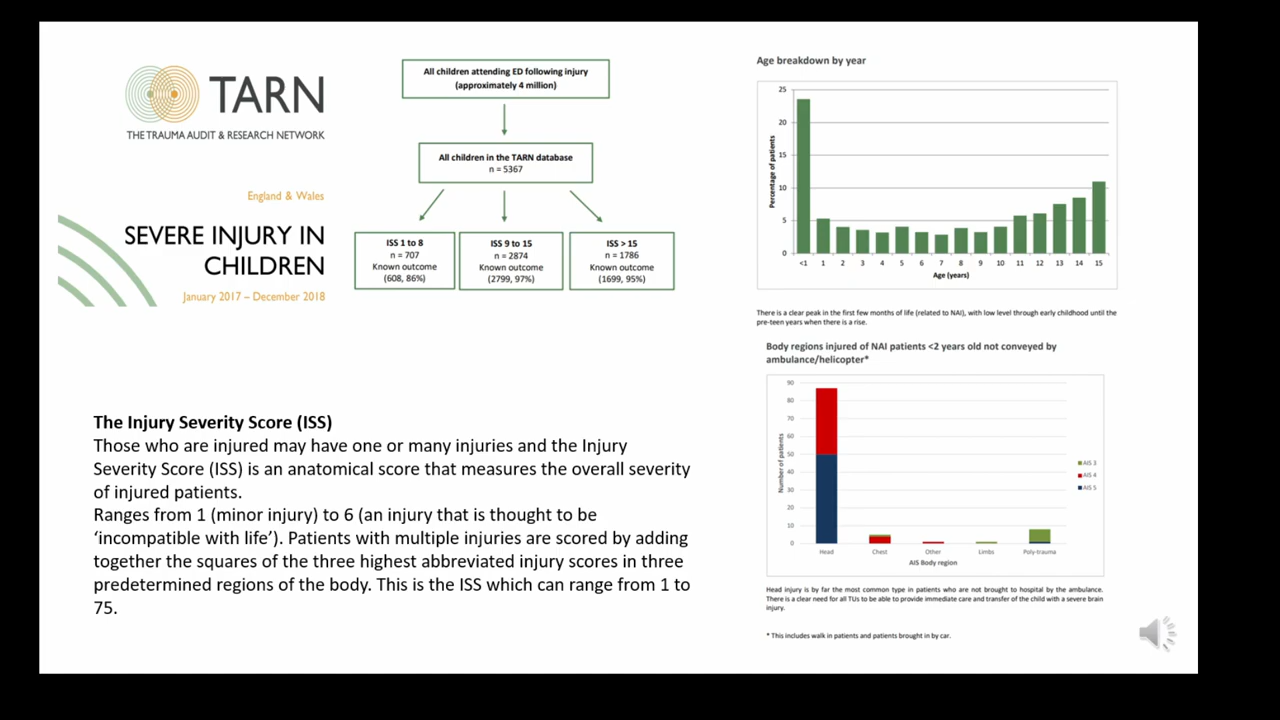 TARN
THE TRAUMA AUDIT & RESEARCH NETWORK
England & Wales
SEVERE INJURY IN
CHILDREN
January 2017 – December 2018
All children attending ED following injury
(approximately 4 million)
All children in the TARN database
n = 5367
ISS 1 to 8
n = 707
Known outcome
(608, 86%)
ISS 9 to 15
n = 2874
Known outcome
(2799, 97%)
ISS > 15
n = 1786
Known outcome
(1699, 95%)
The Injury Severity Score (ISS)
Those who are injured may have one or many injuries and the Injury
Severity Score (ISS) is an anatomical score that measures the overall severity
of injured patients.
Ranges from 1 (minor injury) to 6 (an injury that is thought to be
‘incompatible with life’). Patients with multiple injuries are scored by adding
together the squares of the three highest abbreviated injury scores in three
predetermined regions of the body. This is the ISS which can range from 1 to
75.
Age breakdown by year
Percentage of patients
25
20
15
10
5
0
<1 1 2 3 4 5 6 7 8 9 10 11 12 13 14 15
Age (years)
There is a clear peak in the first few months of life (related to NAI), with low level through early childhood until the
pre-teen years when there is a rise.
Body regions injured of NAI patients <2 years old not conveyed by
ambulance/helicopter*
Number of patients
90
80
70
60
50
40
30
20
10
0
Head Chest Other Limbs Poly-trauma
AIS Body region
AIS 3
AIS 4
AIS 5
Head injury is by far the most common type in patients who are not brought to hospital by the ambulance.
There is a clear need for all TUs to be able to provide immediate care and transfer of the child with a severe brain
injury.
* This includes walk in patients and patients brought in by car.